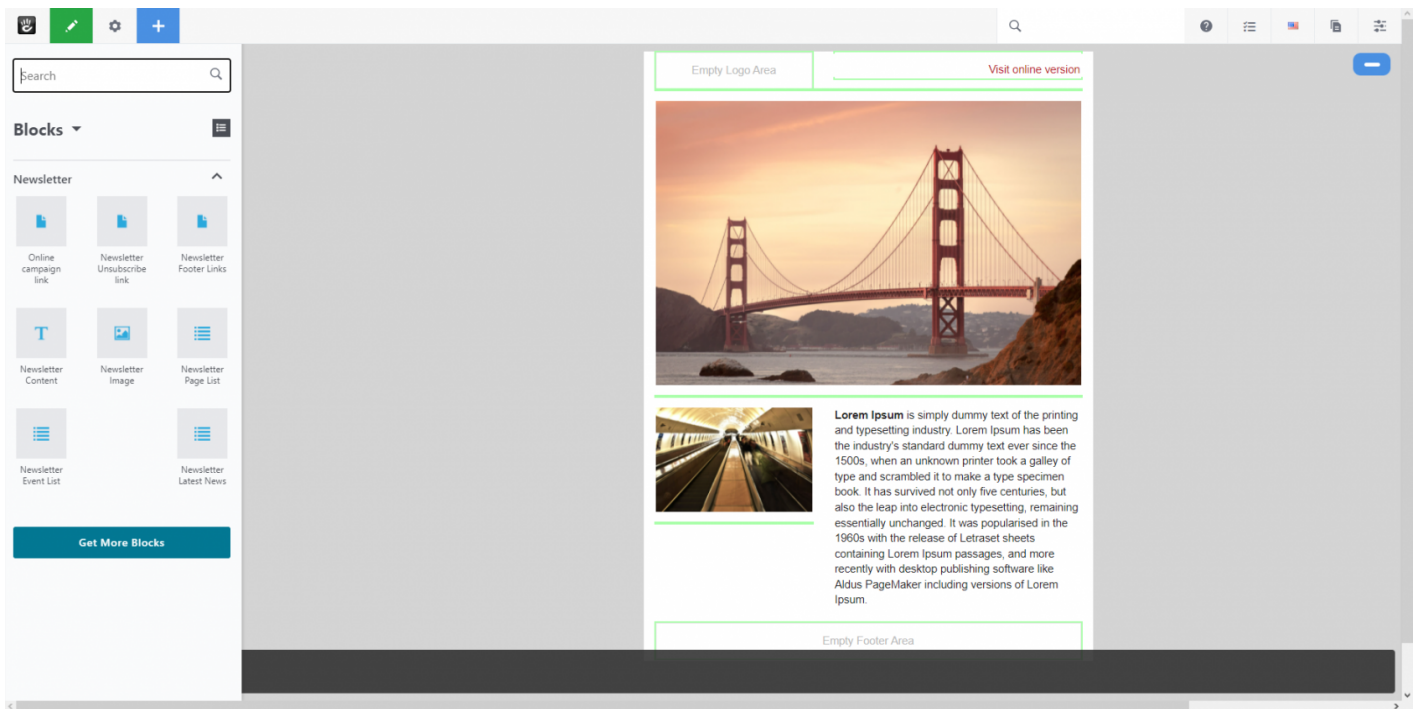 Search
Blocks
Newsletter
Online
campaign
link
Newsletter
Unsubscribe
link
Newsletter
Footer Links
Newsletter
Content
Newsletter
Image
Newsletter
Page List
Newsletter
Event List
Newsletter
Latest News
Get More Blocks
Empty Logo Area
Visit online version
Lorem Ipsum is simply dummy text of the printing
and typesetting industry. Lorem Ipsum has been
the industry's standard dummy text ever since the
1500s, when an unknown printer took a galley of
type and scrambled it to make a type specimen
book. It has survived not only five centuries, but
also the leap into electronic typesetting, remaining
essentially unchanged. It was popularised in the
1960s with the release of Letraset sheets
containing Lorem Ipsum passages, and more
recently with desktop publishing software like
Aldus PageMaker including versions of Lorem
Ipsum.
Empty Footer Area